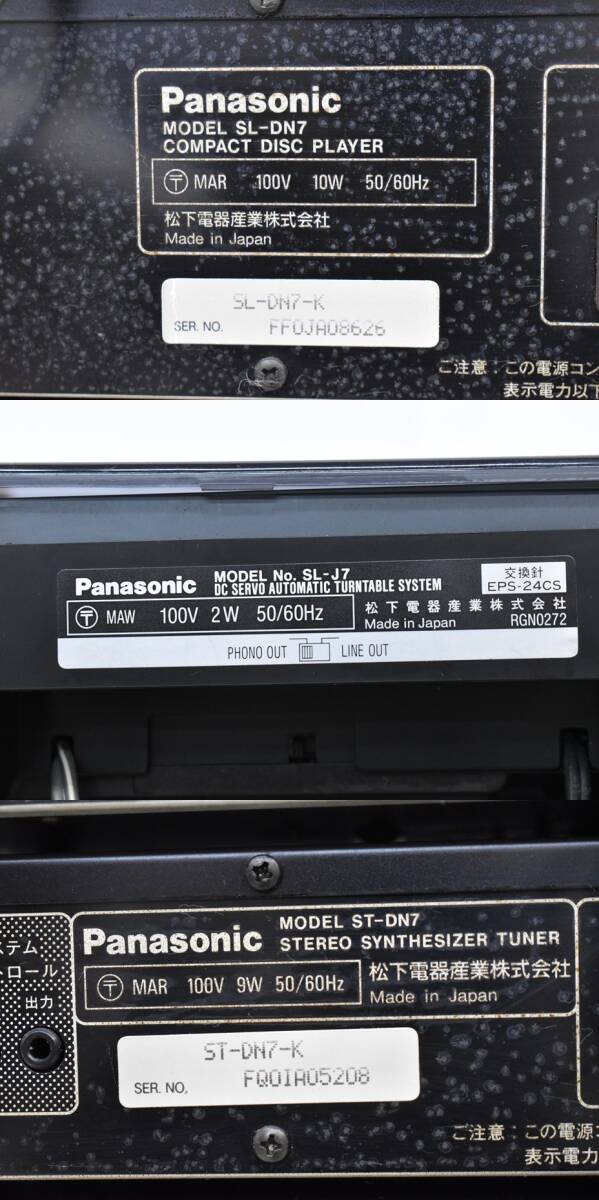 Panasonic
MODEL SL-DN7
COMPACT DISC PLAYER
〒 MAR 100V 10W 50/60Hz
松下電器産業株式会社
Made in Japan
SL-DN7-K
SER. NO. FF0JA08626
ご注意:この電源コン
表示電力以下
Panasonic
MODEL No. SL-J7
DC SERVO AUTOMATIC TURNTABLE SYSTEM
交換針
EPS-24CS
〒 MAW 100V 2W 50/60Hz
松下電器産業株式会社
Made in Japan RGN0272
PHONO OUT LINE OUT
ステム
トロール
出力
Panasonic
MODEL ST-DN7
STEREO SYNTHESIZER TUNER
〒 MAR 100V 9W 50/60Hz
松下電器産業株式会社
Made in Japan
ST-DN7-K
SER. NO. FQ0IA05208
ご注意:この電源コ
表示電力